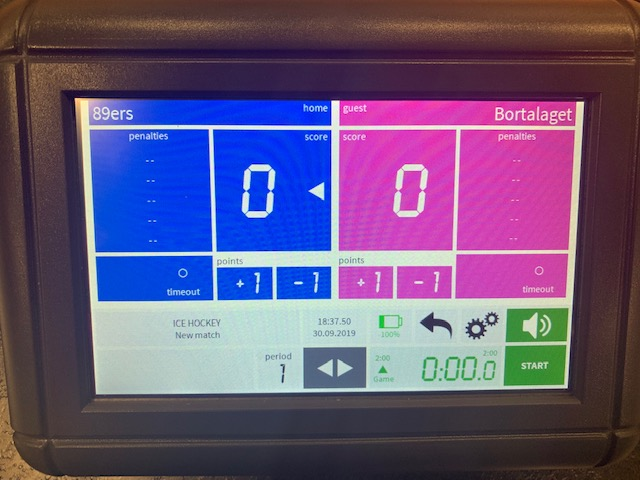 89ers home guest Bortalaget
penalties score score penalties
-- --
-- --
0 0
-- --
-- --
-- --
points points
+1 -1 +1 -1
timeout timeout
ICE HOCKEY
New match
18:37.50
30.09.2019
100%
period
1
2:00
Game
2:00
0:00.0
START